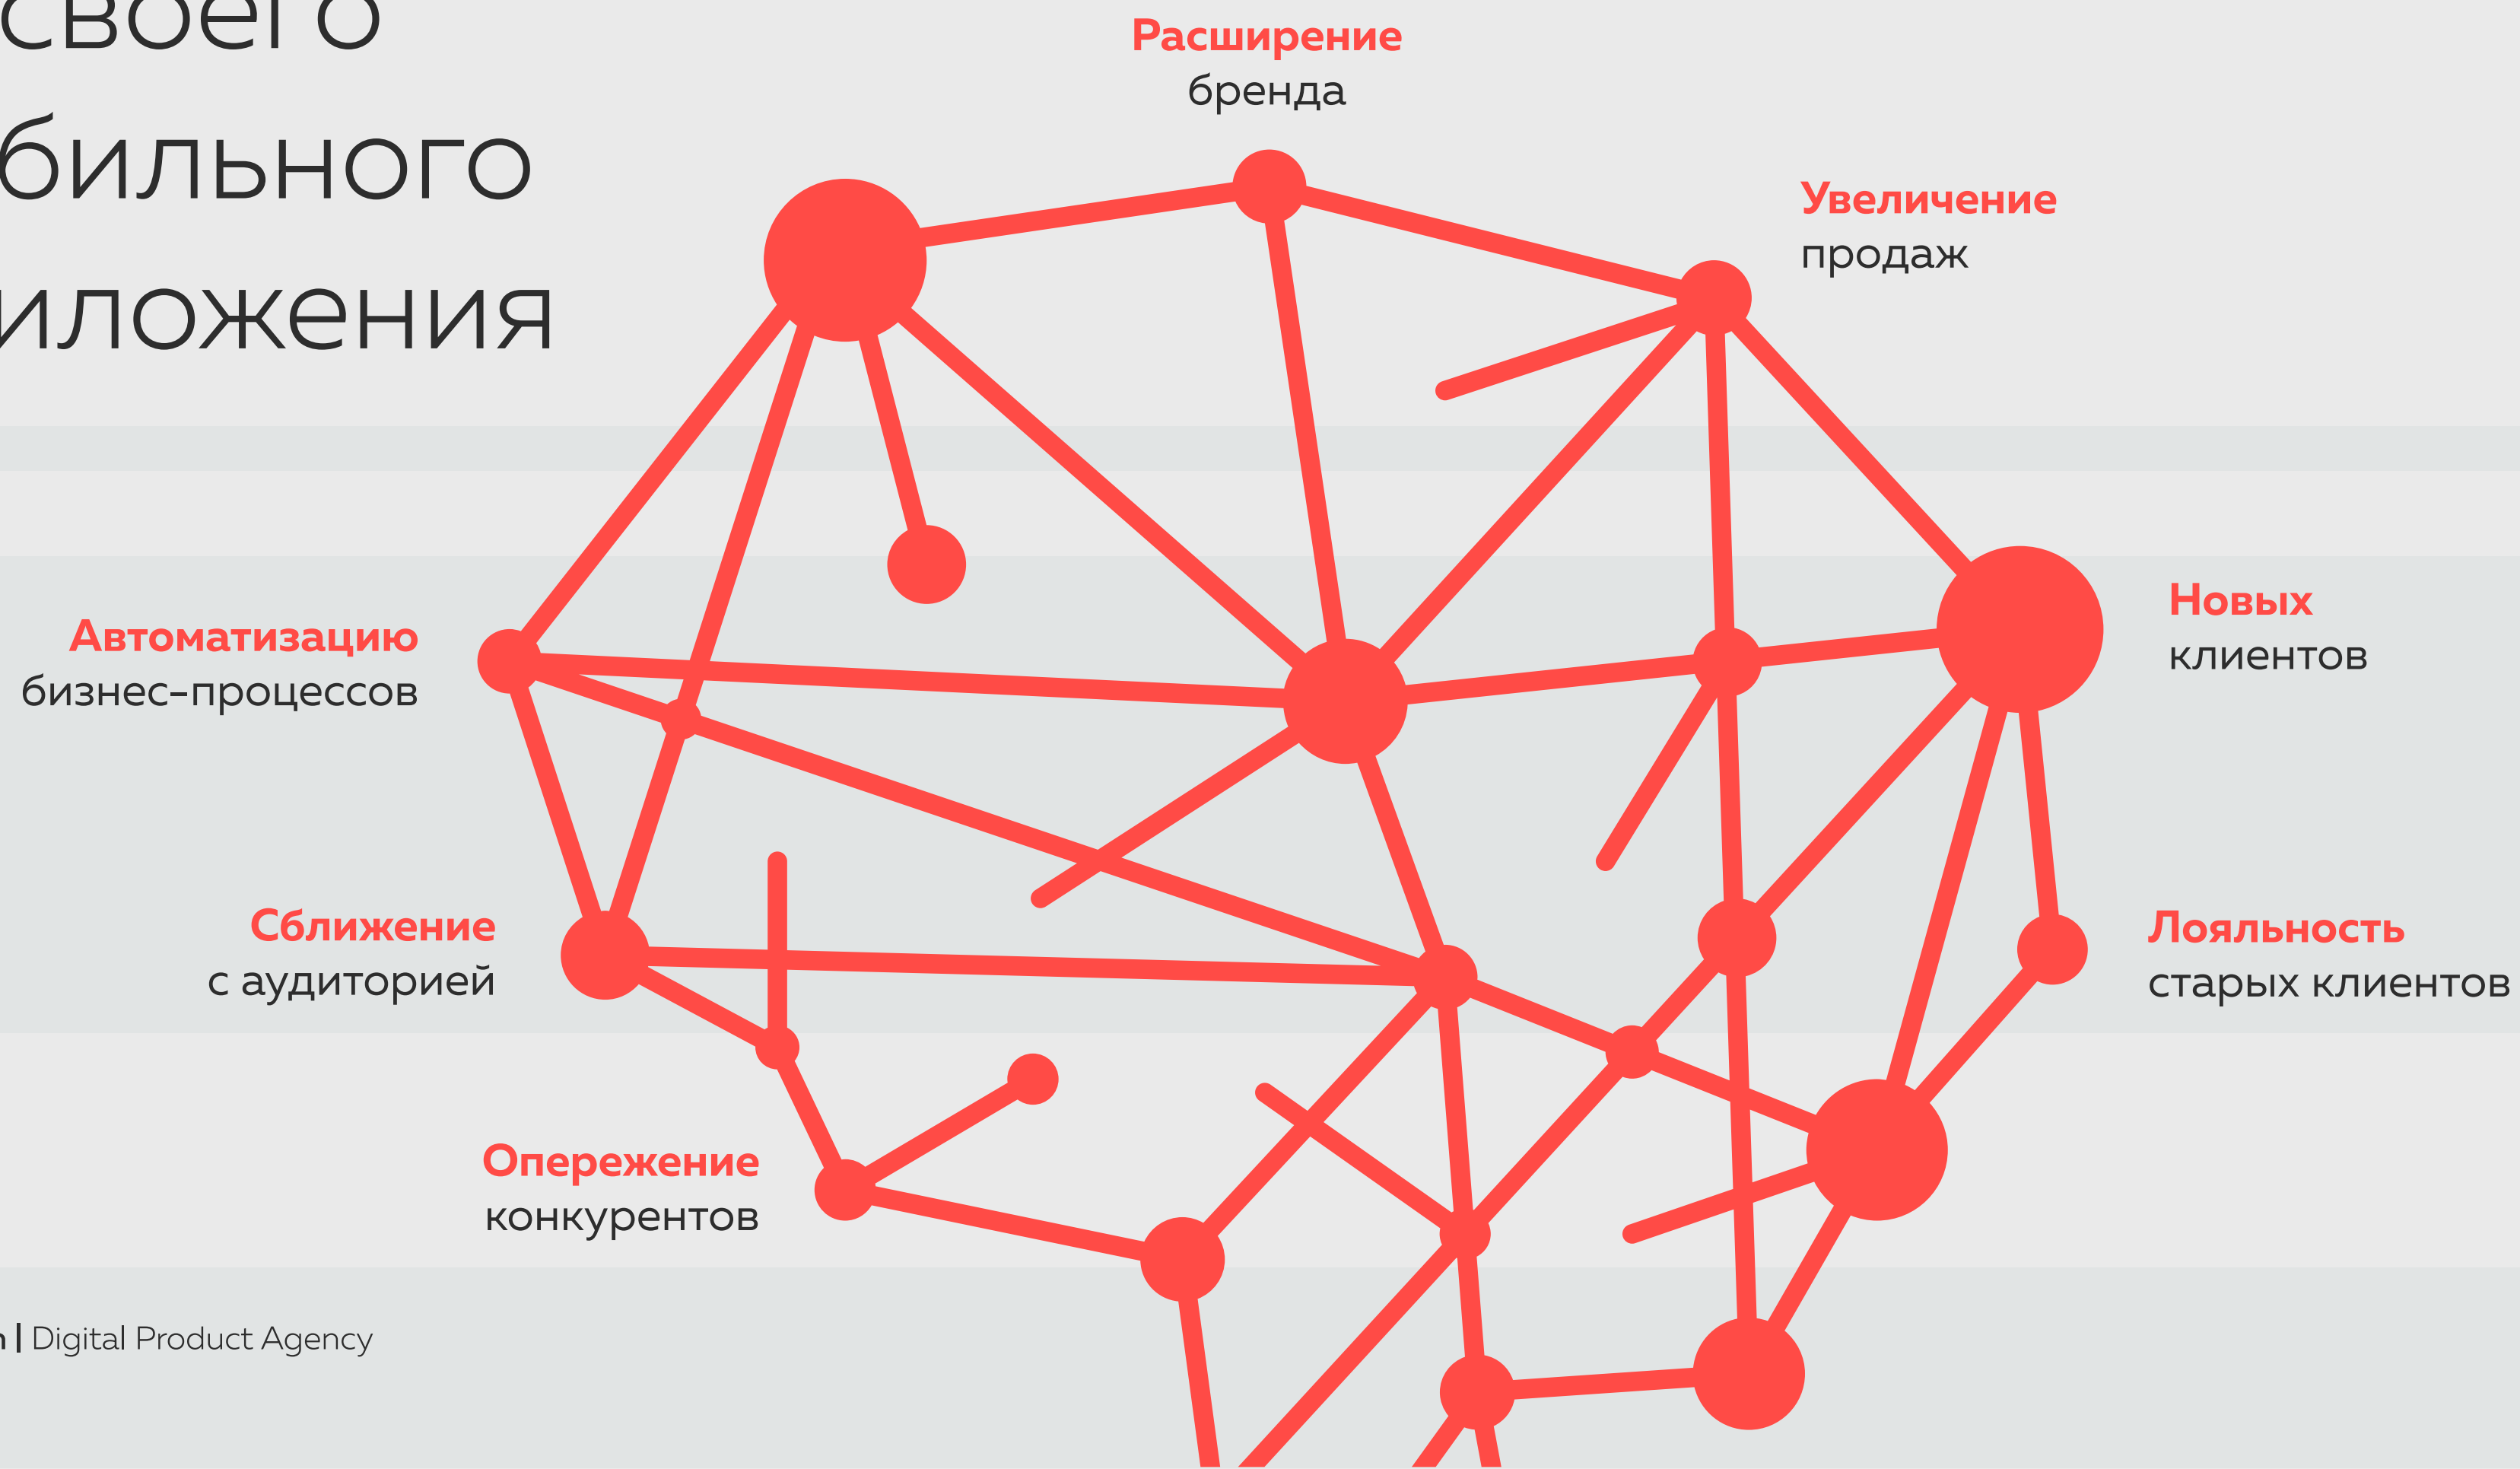 своего
бильного
иложения
Расширение
бренда
Увеличение
продаж
Автоматизацию
бизнес-процессов
Новых
клиентов
Сближение
с аудиторией
Лояльность
старых клиентов
Опережение
конкурентов
| Digital Product Agency